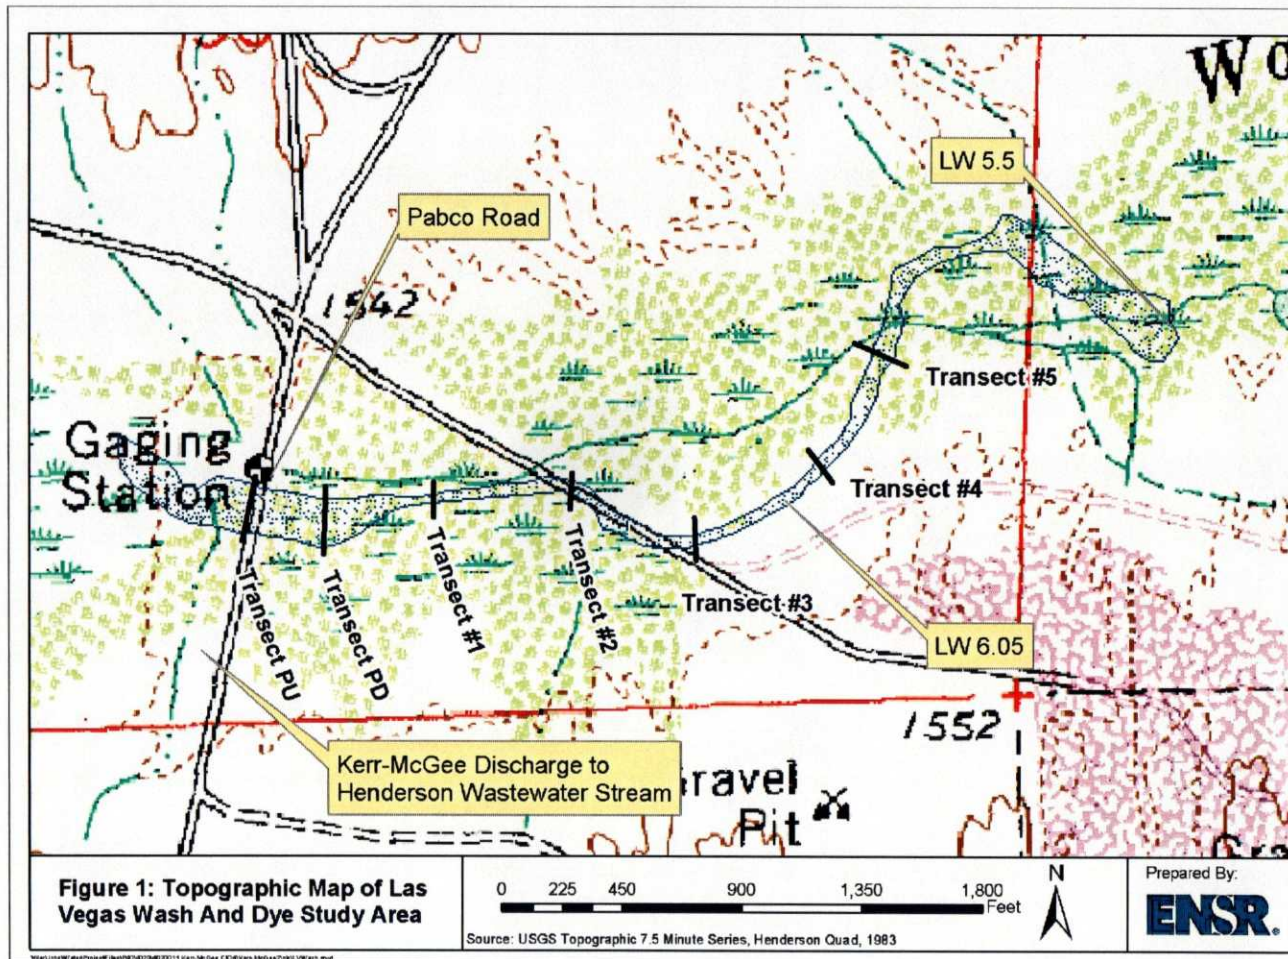 Wo
LW 5.5
Pabco Road
1542
Transect #5
Gaging
Station
Transect #4
Transect PU
Transect PD
Transect #1
Transect #2
Transect #3
LW 6.05
1552
Kerr-McGee Discharge to
Henderson Wastewater Stream
ravel
Pit
Gra
Figure 1: Topographic Map of Las
Vegas Wash And Dye Study Area
0 225 450 900 1,350 1,800
Feet
Source: USGS Topographic 7.5 Minute Series, Henderson Quad, 1983
N
Prepared By:
ENSR.